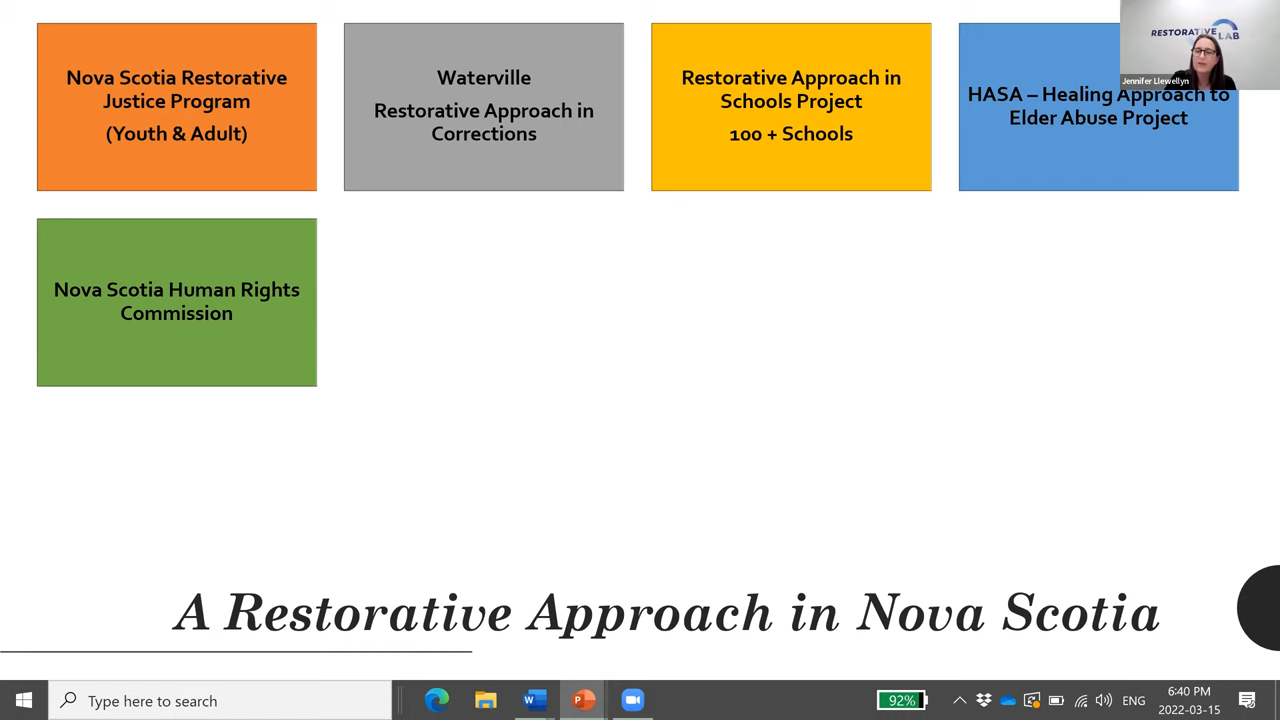 Nova Scotia Restorative
Justice Program
(Youth & Adult)
Waterville
Restorative Approach in
Corrections
Restorative Approach in
Schools Project
100 + Schools
HASA – Healing Approach to
Elder Abuse Project
RESTORATIVE
LAB
Jennifer Llewellyn
Nova Scotia Human Rights
Commission
A Restorative Approach in Nova Scotia
Type here to search
92%
ENG
6:40 PM
2022-03-15